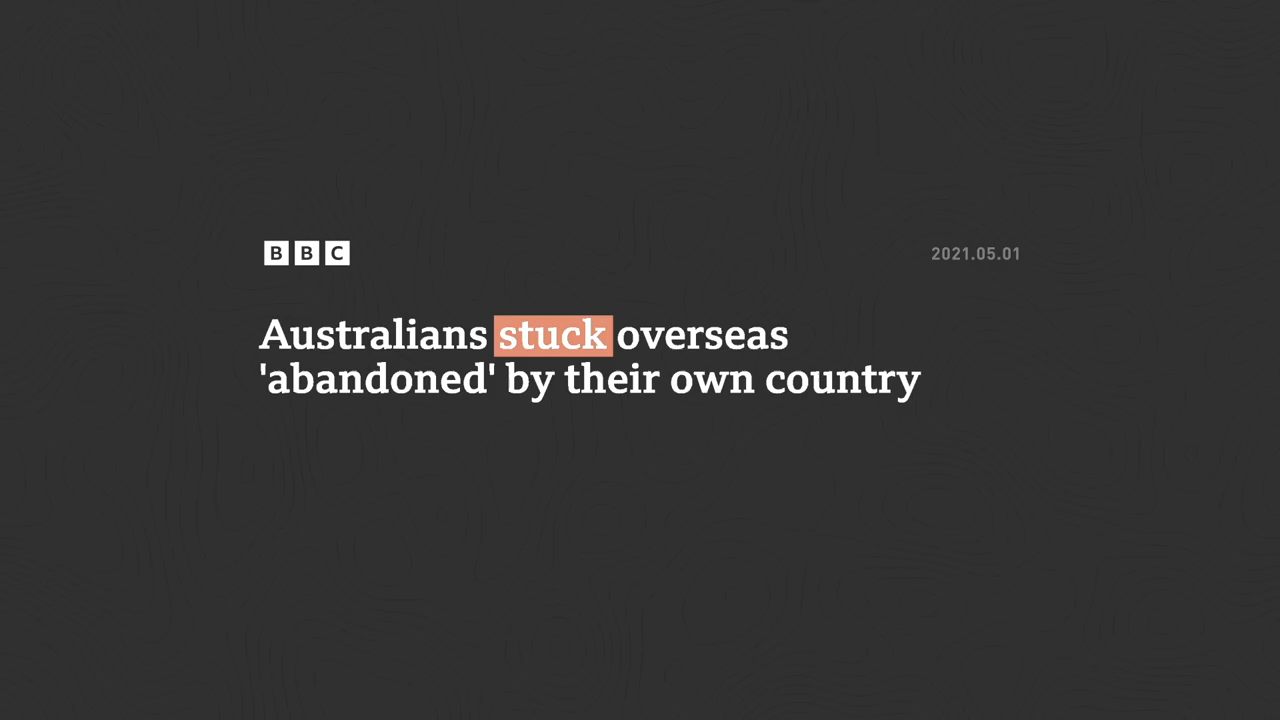 BBC
2021.05.01
Australians stuck overseas
'abandoned' by their own country